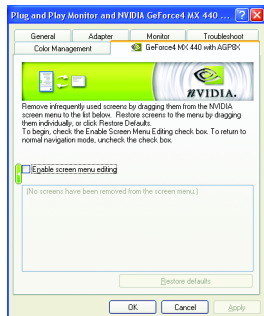 Plug and Play Monitor and NVIDIA GeForce4 MX 440 ...
General Adapter Monitor Troubleshoot
Color Management GeForce4 MX 440 with AGP8X
NVIDIA.
Remove infrequently used screens by dragging them from the NVIDIA
screen menu to the list below. Restore screens to the menu by dragging
them individually, or click Restore Defaults.
To begin, check the Enable Screen Menu Editing check box. To return to
normal navigation mode, uncheck the check box.
Enable screen menu editing
(No screens have been removed from the screen menu.)
Restore defaults
OK Cancel Apply